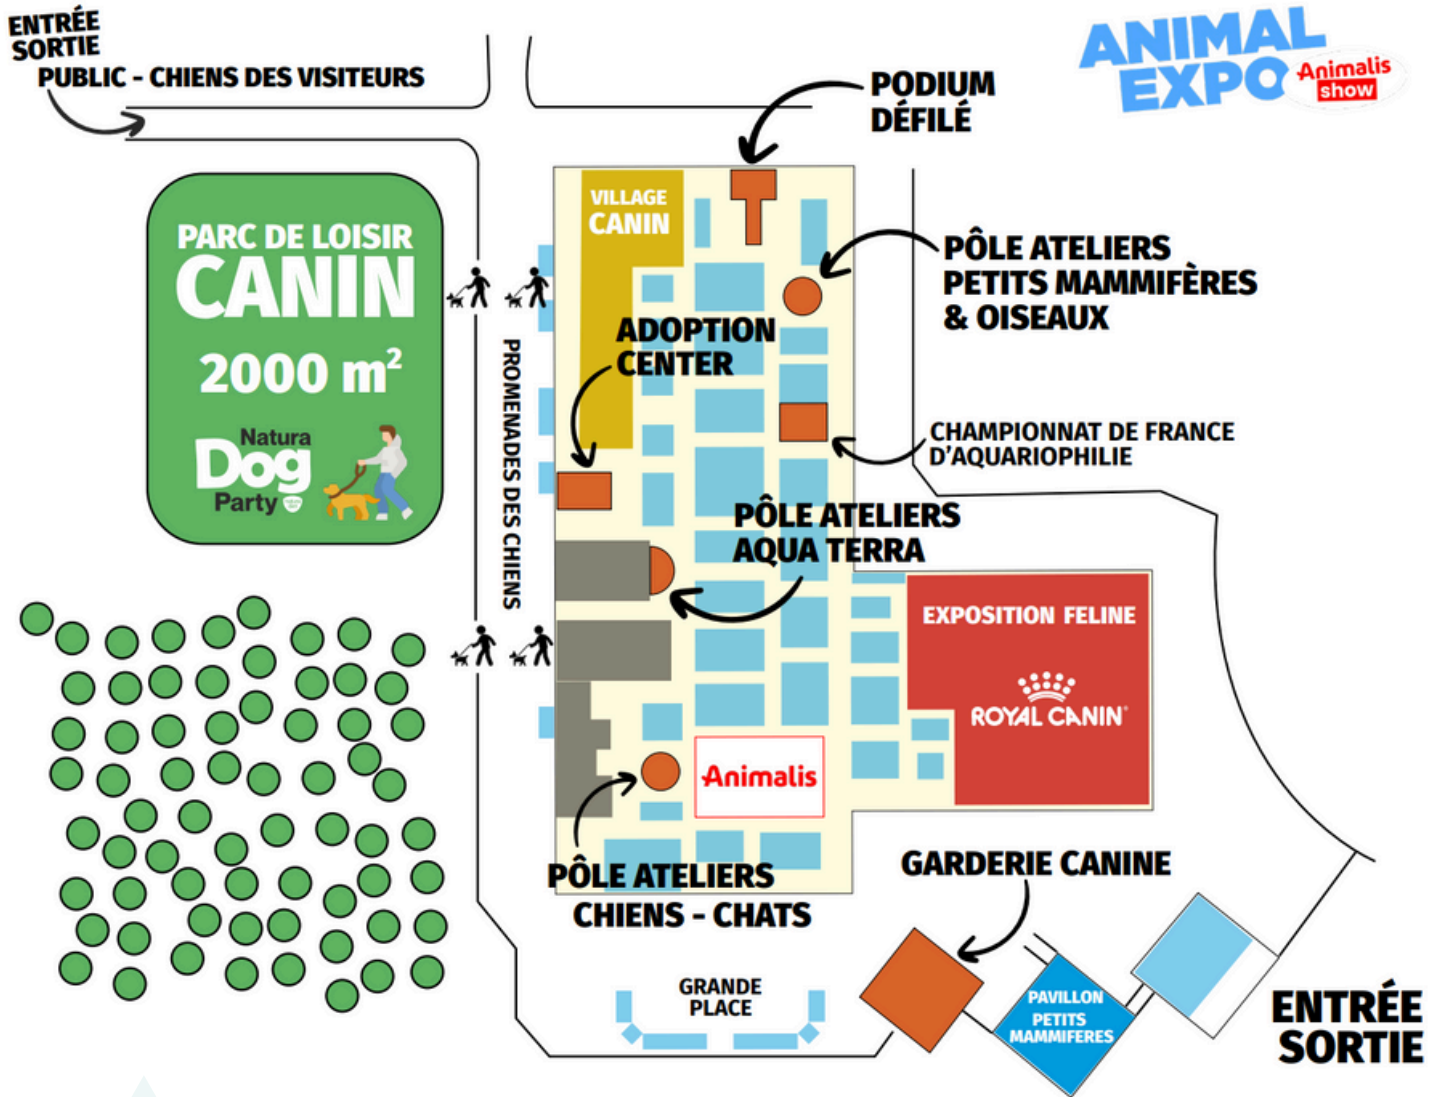 ENTRÉE
SORTIE
PUBLIC - CHIENS DES VISITEURS
ANIMAL
EXPO
Animalis
show
PODIUM
DÉFILÉ
VILLAGE
CANIN
PARC DE LOISIR
CANIN
2000 m²
Natura
Dog
Party
PÔLE ATELIERS
PETITS MAMMIFÈRES
& OISEAUX
ADOPTION
CENTER
PROMENADES DES CHIENS
CHAMPIONNAT DE FRANCE
D'AQUARIOPHILIE
PÔLE ATELIERS
AQUA TERRA
EXPOSITION FELINE
ROYAL CANIN
Animalis
PÔLE ATELIERS
CHIENS - CHATS
GARDERIE CANINE
GRANDE
PLACE
PAVILLON
PETITS
MAMMIFERES
ENTRÉE
SORTIE